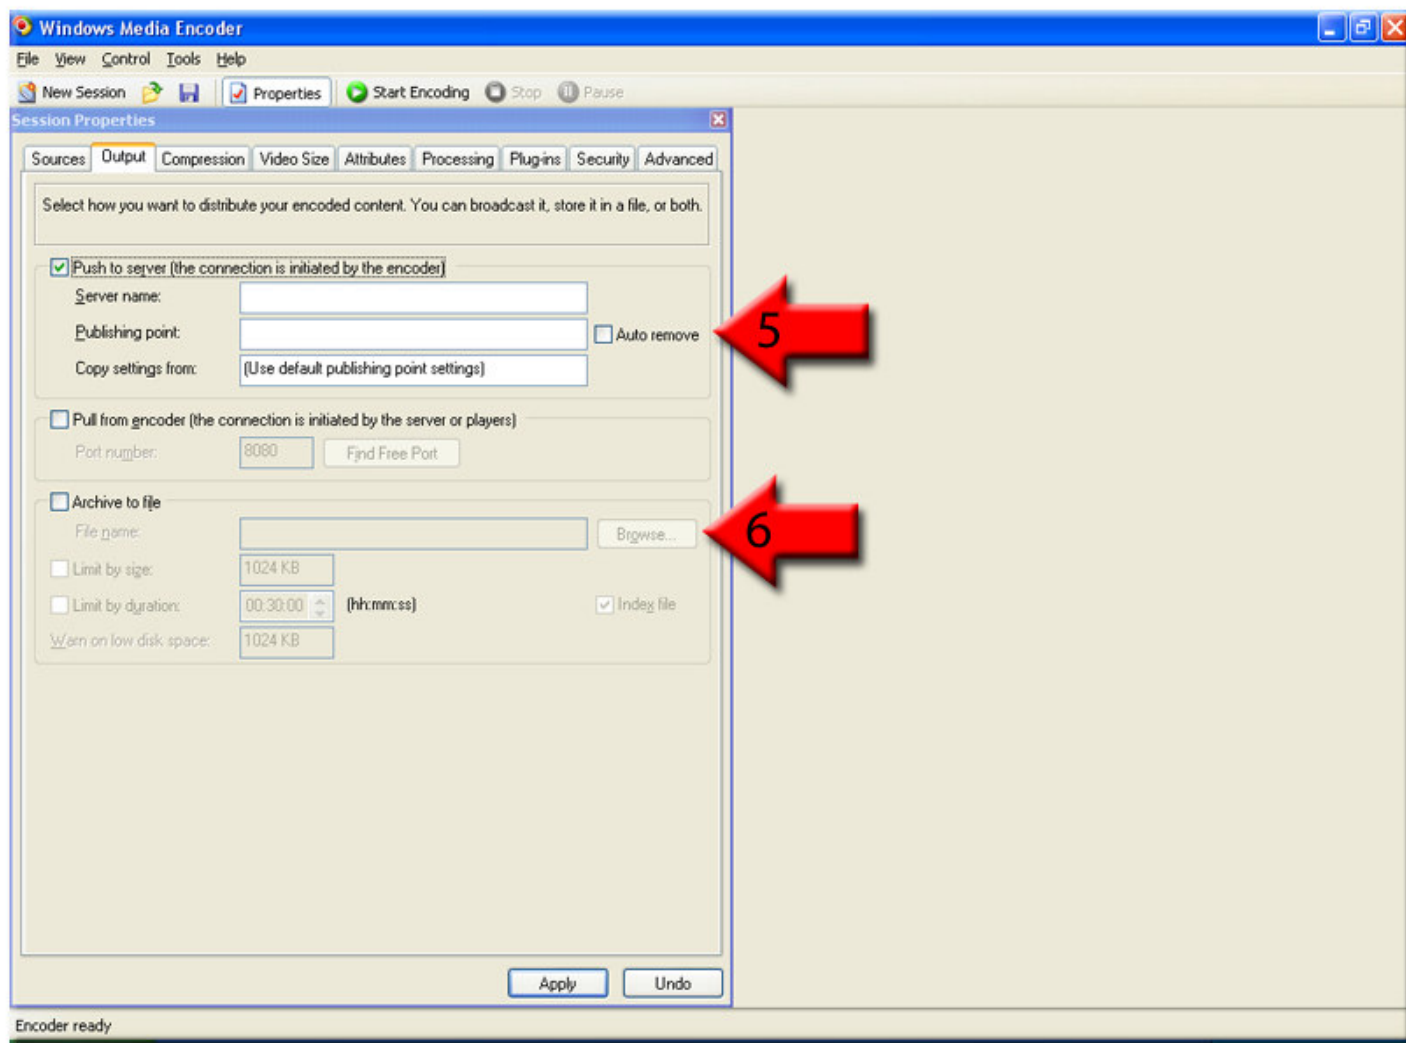 Windows Media Encoder
File View Control Tools Help
New Session Properties Start Encoding Stop Pause
Session Properties
Sources Output Compression Video Size Attributes Processing Plug-ins Security Advanced
Select how you want to distribute your encoded content. You can broadcast it, store it in a file, or both.
Push to server (the connection is initiated by the encoder)
Server name:
Publishing point: Auto remove 5
Copy settings from: (Use default publishing point settings)
Pull from encoder (the connection is initiated by the server or players)
Port number: 8080 Find Free Port
Archive to file
File name: Browse... 6
Limit by size: 1024 KB
Limit by duration: 00:30:00 (hh:mm:ss) Index file
Warn on low disk space: 1024 KB
Apply Undo
Encoder ready